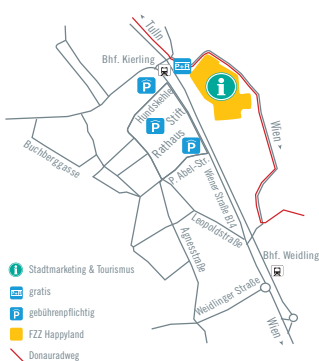 Tulln
Bhf. Kierling
P+R
i
P
Hundskehle
Stift
P
Rathaus
P
Wien
Buchberggasse
P. Abel-Str.
Wiener Straße B14
Leopoldstraße
Agnesstraße
Bhf. Weidling
Weidlinger Straße
Wien
i Stadtmarketing & Tourismus
P+R gratis
P gebührenpflichtig
FZZ Happyland
Donauradweg